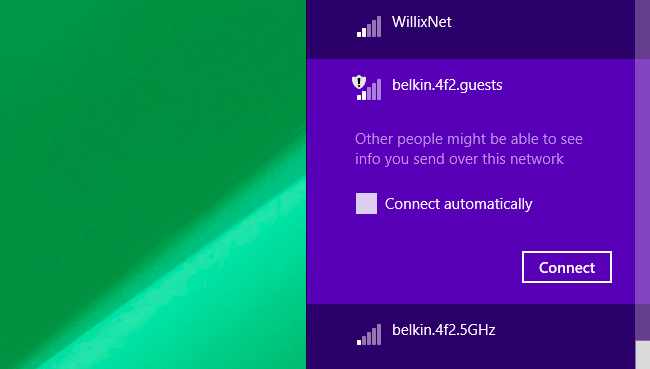 WillixNet
belkin.4f2.guests
Other people might be able to see
info you send over this network
Connect automatically
Connect
belkin.4f2.5GHz